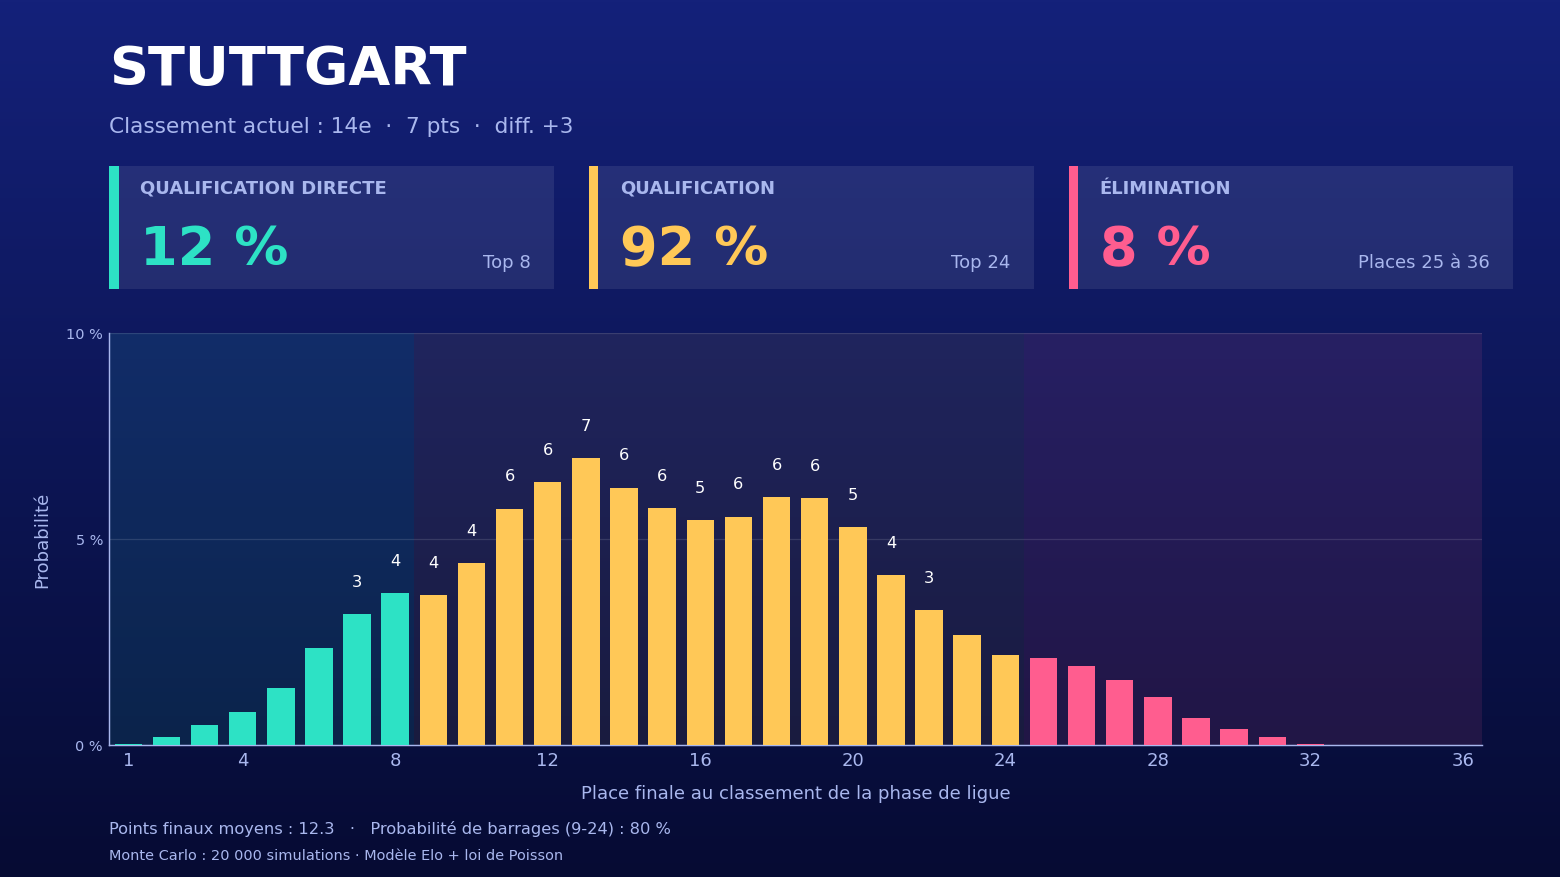 STUTTGART
Classement actuel : 14e · 7 pts · diff. +3
QUALIFICATION DIRECTE
12 %
Top 8
QUALIFICATION
92 %
Top 24
ÉLIMINATION
8 %
Places 25 à 36
Probabilité
10 %
5 %
0 %
3
4
4
4
6
6
7
6
6
5
6
6
6
5
4
3
1
4
8
12
16
20
24
28
32
36
Place finale au classement de la phase de ligue
Points finaux moyens : 12.3 · Probabilité de barrages (9-24) : 80 %
Monte Carlo : 20 000 simulations · Modèle Elo + loi de Poisson